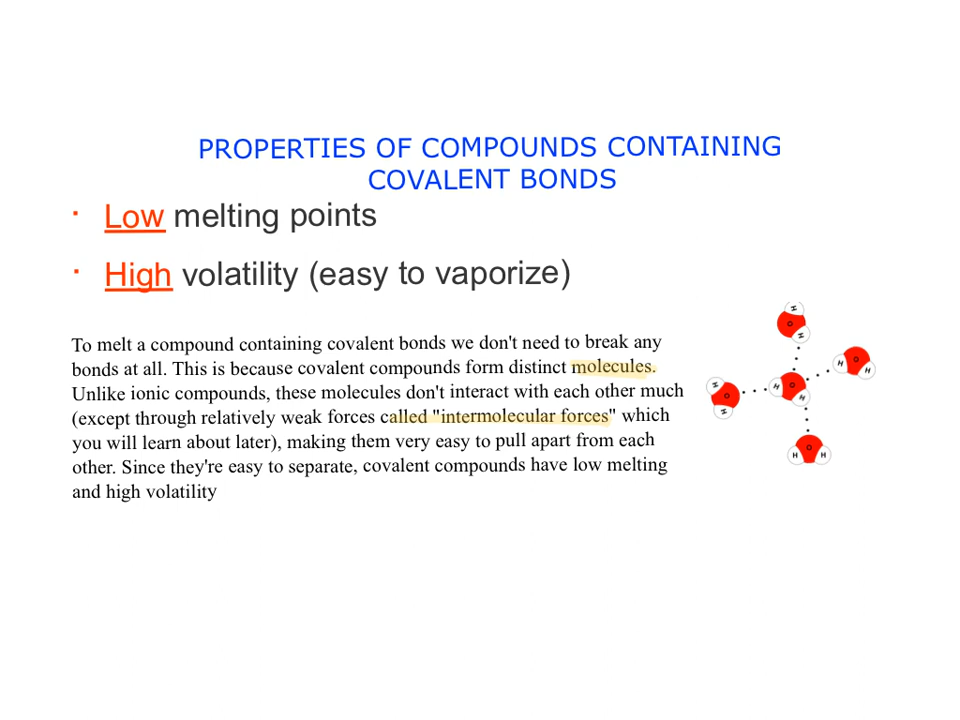 PROPERTIES OF COMPOUNDS CONTAINING
COVALENT BONDS
· Low melting points
· High volatility (easy to vaporize)
To melt a compound containing covalent bonds we don't need to break any
bonds at all. This is because covalent compounds form distinct molecules.
Unlike ionic compounds, these molecules don't interact with each other much
(except through relatively weak forces called "intermolecular forces" which
you will learn about later), making them very easy to pull apart from each
other. Since they're easy to separate, covalent compounds have low melting
and high volatility
H
O
H
H
O
H
H
O
H
H
O
H
O
H
H